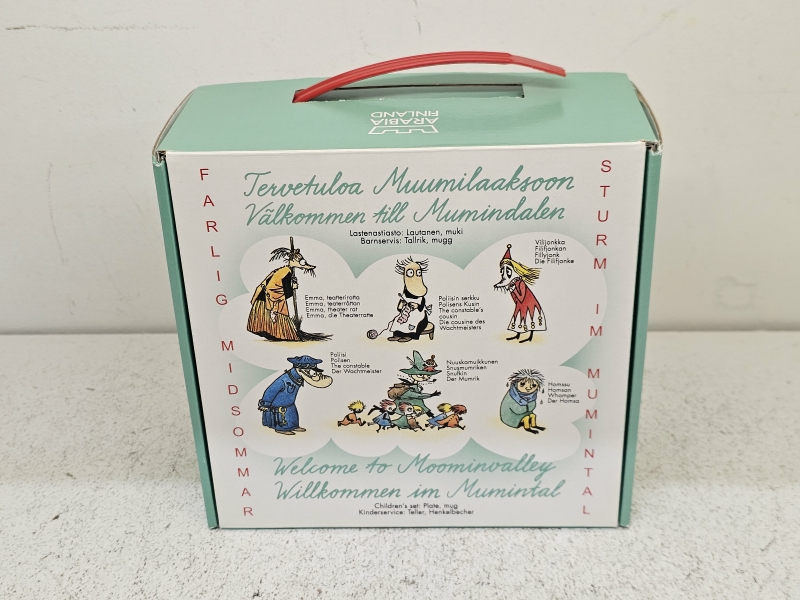 ARABIA
FINLAND
FARLIG MIDSOMMAR
STURM IM MUMINTAL
Tervetuloa Muumilaaksoon
Välkommen till Mumindalen
Lastenastiasto: Lautanen, muki
Barnservis: Tallrik, mugg
Emma, teatterirotta
Emma, teaterråttan
Emma, theater rat
Emma, die Theaterratte
Poliisin serkku
Polisens Kusin
The constable's
cousin
Die cousine des
Wachtmeisters
Vilijonkka
Filifjonkan
Fillyjonk
Die Filifjonke
Poliisi
Polisen
The constable
Der Wachtmeister
Nuuskamuikkunen
Snusmumriken
Snufkin
Der Mumrik
Homssu
Homsan
Whomper
Der Homsa
Welcome to Moominvalley
Willkommen im Mumintal
Children's set: Plate, mug
Kinderservice: Teller, Henkelbecher